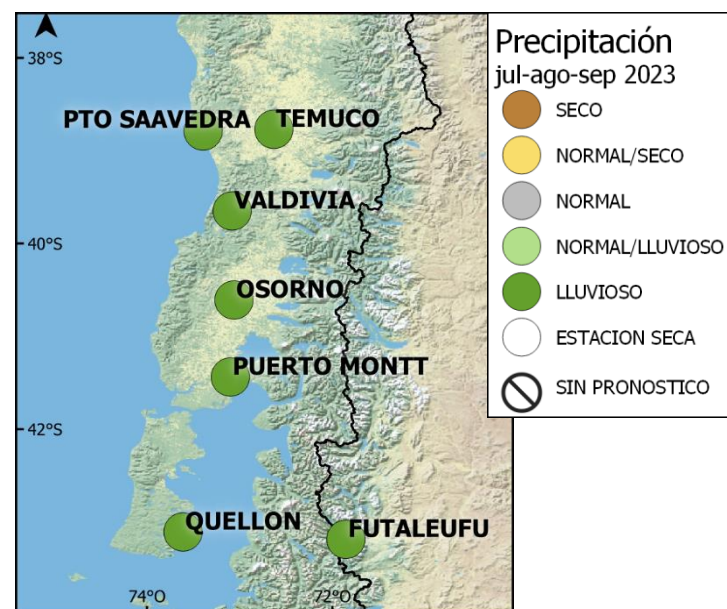 38°S
PTO SAAVEDRA
TEMUCO
VALDIVIA
40°S
OSORNO
PUERTO MONTT
42°S
QUELLON
FUTALEUFU
74°O
72°O
Precipitación
jul-ago-sep 2023
SECO
NORMAL/SECO
NORMAL
NORMAL/LLUVIOSO
LLUVIOSO
ESTACION SECA
SIN PRONOSTICO